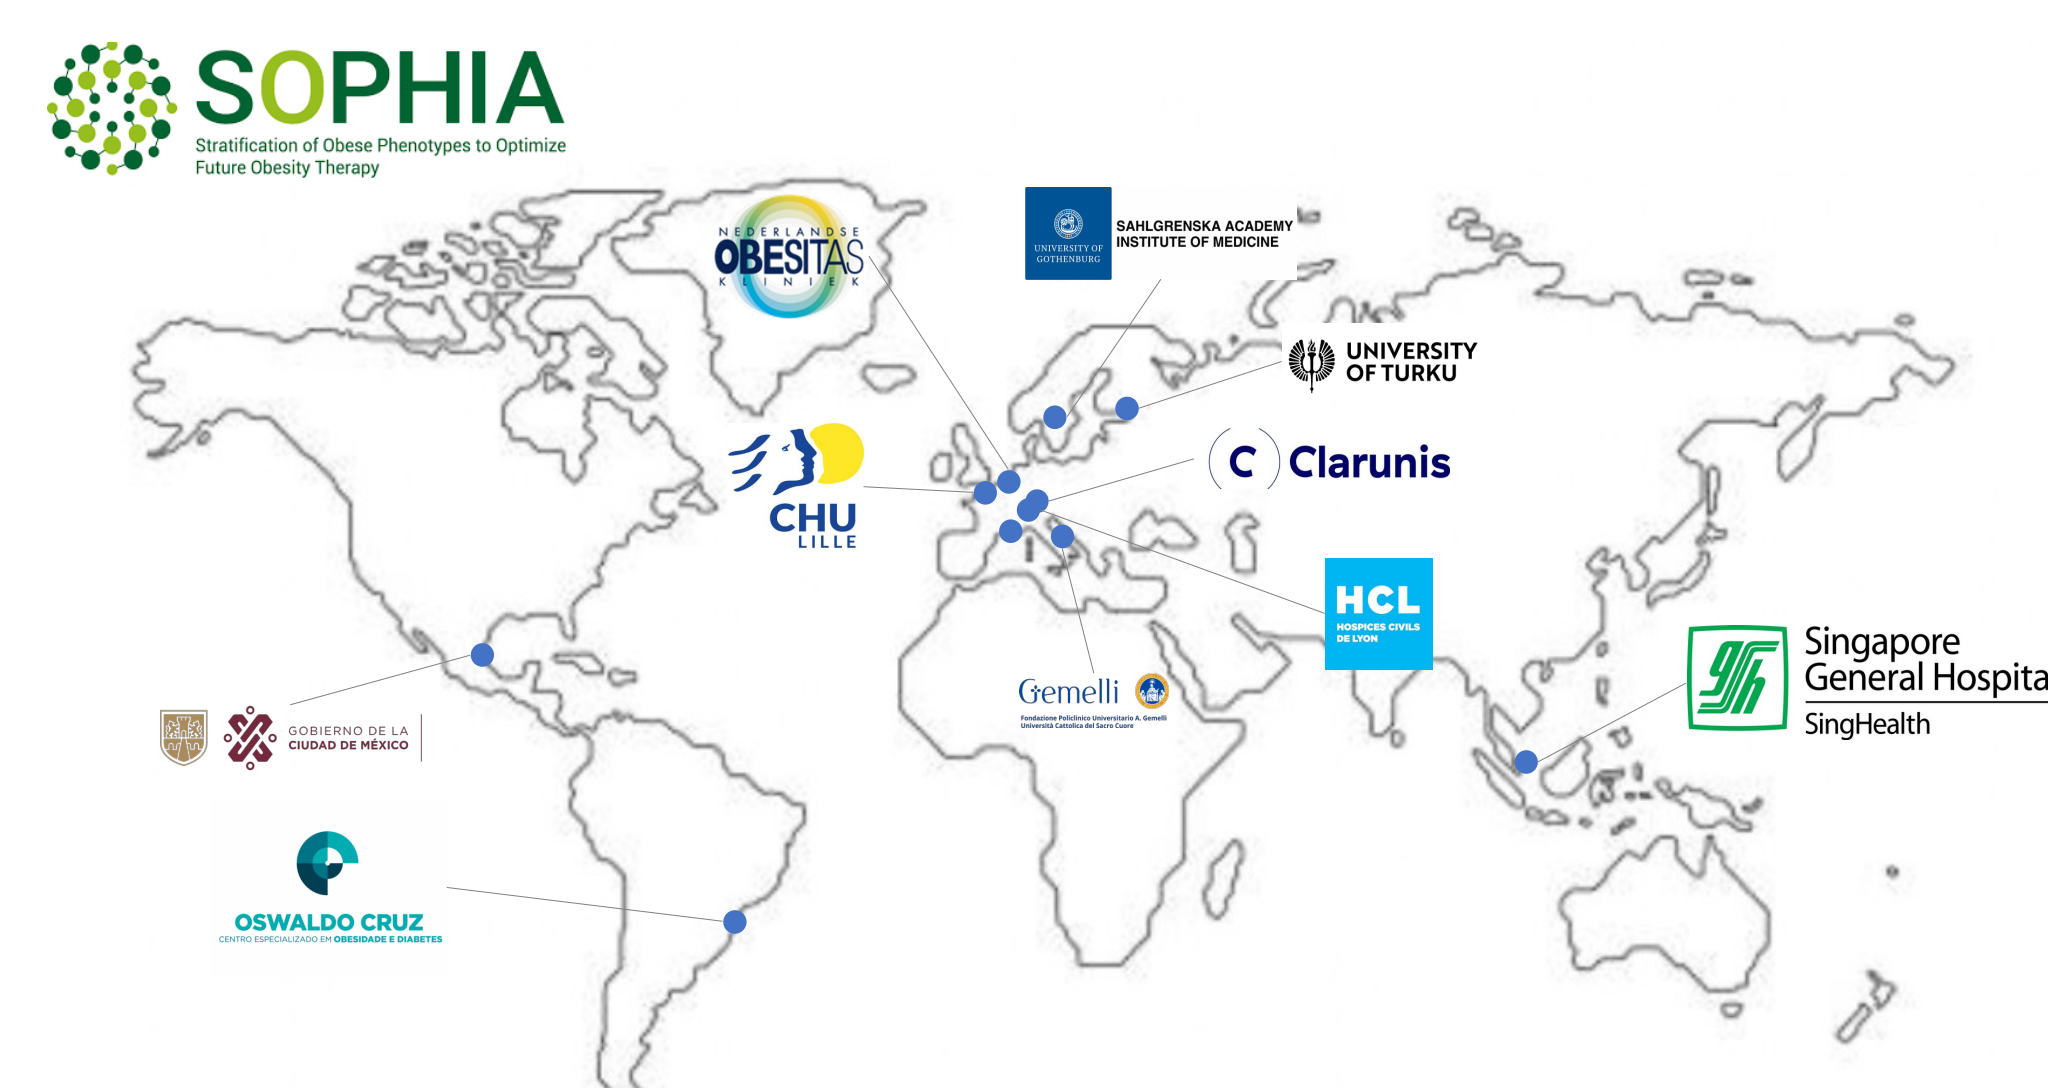 SOPHIA
Stratification of Obese Phenotypes to Optimize
Future Obesity Therapy
NEDERLANDSE
OBESITAS
KLINIEK
UNIVERSITY OF
GOTHENBURG
SAHLGRENSKA ACADEMY
INSTITUTE OF MEDICINE
UNIVERSITY
OF TURKU
C Clarunis
CHU
LILLE
HCL
HOSPICES CIVILS
DE LYON
Gemelli
Fondazione Policlinico Universitario A. Gemelli
Università Cattolica del Sacro Cuore
Singapore
General Hospita
SingHealth
GOBIERNO DE LA
CIUDAD DE MÉXICO
OSWALDO CRUZ
CENTRO ESPECIALIZADO EM OBESIDADE E DIABETES